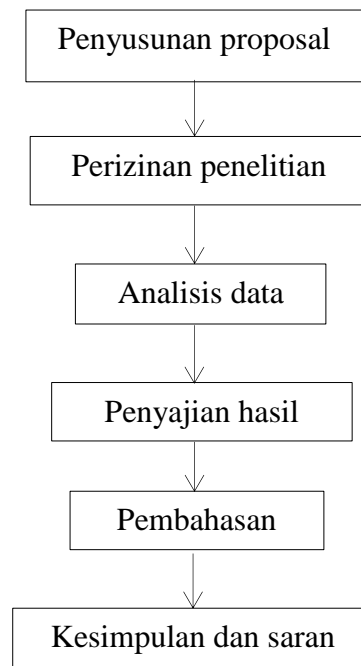 Penyusunan proposal
Perizinan penelitian
Analisis data
Penyajian hasil
Pembahasan
Kesimpulan dan saran